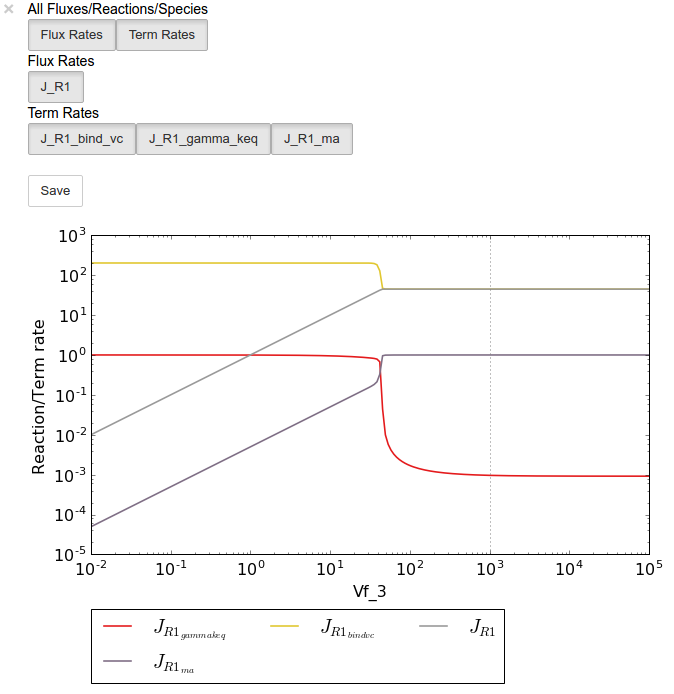 × All Fluxes/Reactions/Species
Flux Rates Term Rates
Flux Rates
J_R1
Term Rates
J_R1_bind_vc J_R1_gamma_keq J_R1_ma
Save
10^3
10^2
10^1
10^0
10^-1
10^-2
10^-3
10^-4
10^-5
Reaction/Term rate
10^-2 10^-1 10^0 10^1 10^2 10^3 10^4 10^5
Vf_3
J_{R1_{gammakeq}} J_{R1_{bindvc}} J_{R1}
J_{R1_{ma}}